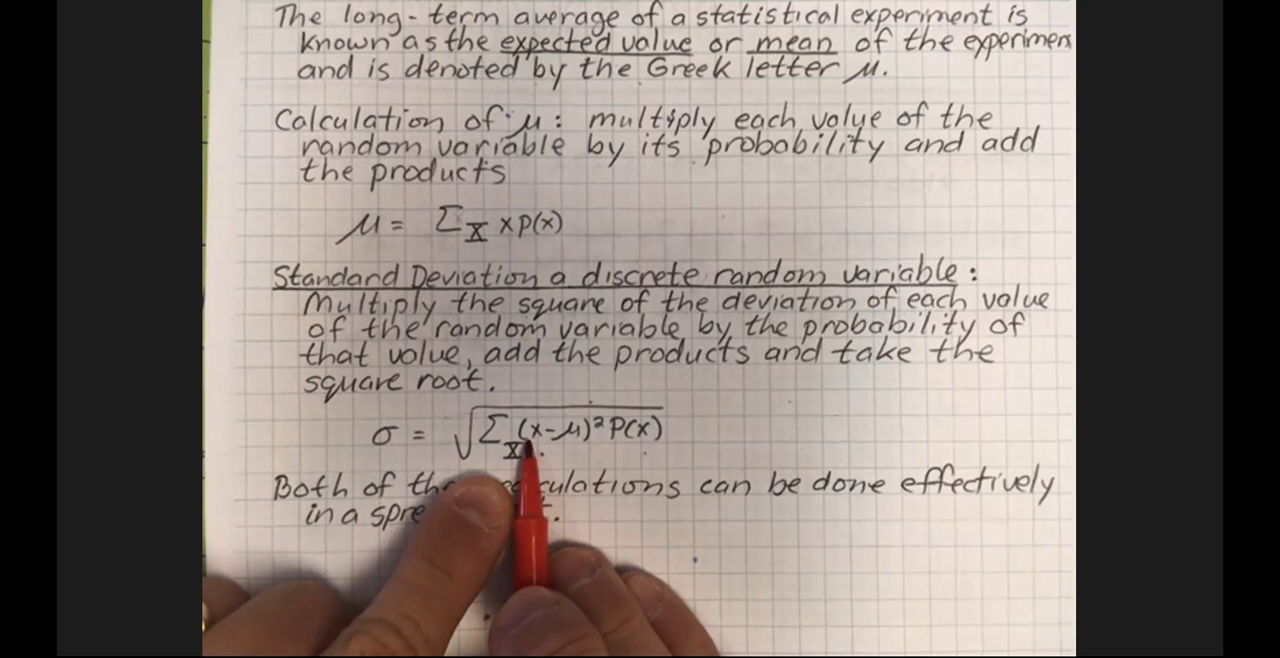 The long-term average of a statistical experiment is
known as the expected value or mean of the
and is denoted by the Greek letter μ.
Calculation of μ: multiply each value of the
random variable by its probability and add
the products
μ = Σ_X x P(x)
Standard Deviation a discrete random variable:
Multiply the square of the deviation of each value
of the random variable by the probability of
that value, add the products and take the
square root.
σ = √Σ_X (x-μ)² P(x)
Both of can be done effectively
in a